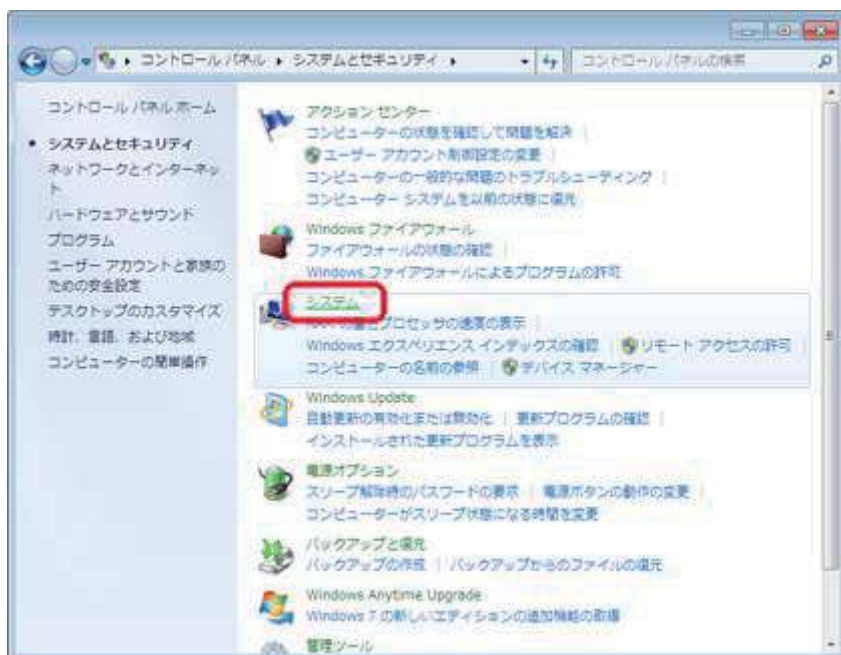 コントロール パネル ▸ システムとセキュリティ ▸
コントロール パネルの検索
コントロール パネル ホーム
• システムとセキュリティ
ネットワークとインターネッ
ト
ハードウェアとサウンド
プログラム
ユーザー アカウントと家族の
ための安全設定
デスクトップのカスタマイズ
時計、言語、および地域
コンピューターの簡単操作
アクション センター
コンピューターの状態を確認して問題を解決
ユーザー アカウント制御設定の変更
コンピューターの一般的な問題のトラブルシューティング
コンピューター システムを以前の状態に復元
Windows ファイアウォール
ファイアウォールの状態の確認
Windows ファイアウォールによるプログラムの許可
システム
の量とプロセッサの速度の表示
Windows エクスペリエンス インデックスの確認 | リモート アクセスの許可
コンピューターの名前の参照 | デバイス マネージャー
Windows Update
自動更新の有効化または無効化 | 更新プログラムの確認
インストールされた更新プログラムを表示
電源オプション
スリープ解除時のパスワードの要求 | 電源ボタンの動作の変更
コンピューターがスリープ状態になる時間を変更
バックアップと復元
バックアップの作成 | バックアップからのファイルの復元
Windows Anytime Upgrade
Windows 7 の新しいエディションの追加機能の取得
管理ツール